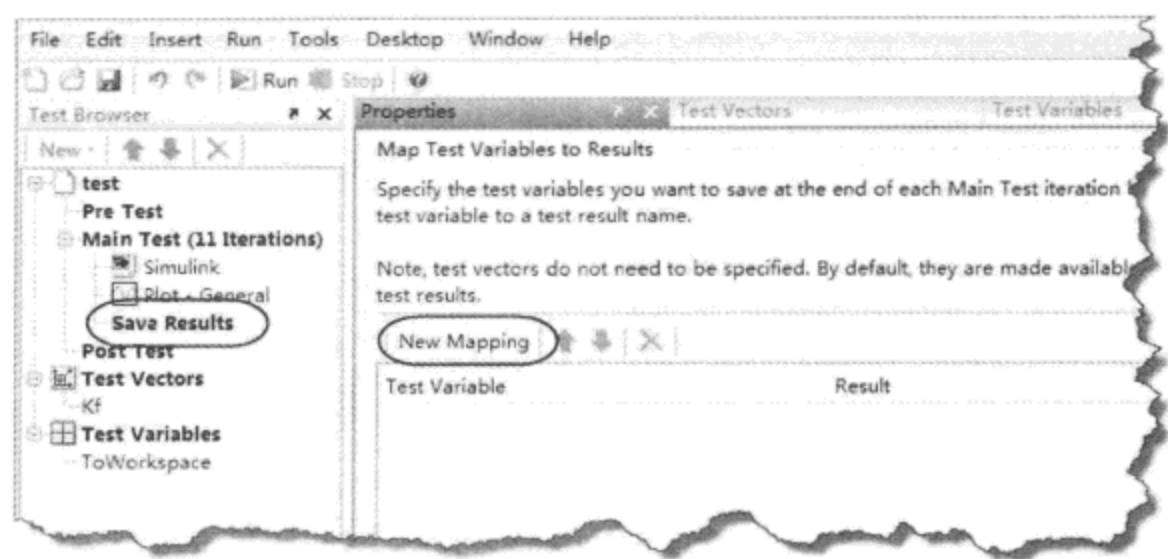 File Edit Insert Run Tools Desktop Window Help
Run Stop
Test Browser
New
test
Pre Test
Main Test (11 Iterations)
Simulink
Plot - General
Save Results
Post Test
Test Vectors
Kf
Test Variables
ToWorkspace
Properties Test Vectors Test Variables
Map Test Variables to Results
Specify the test variables you want to save at the end of each Main Test iteration
test variable to a test result name.
Note, test vectors do not need to be specified. By default, they are made available
test results.
New Mapping
Test Variable Result